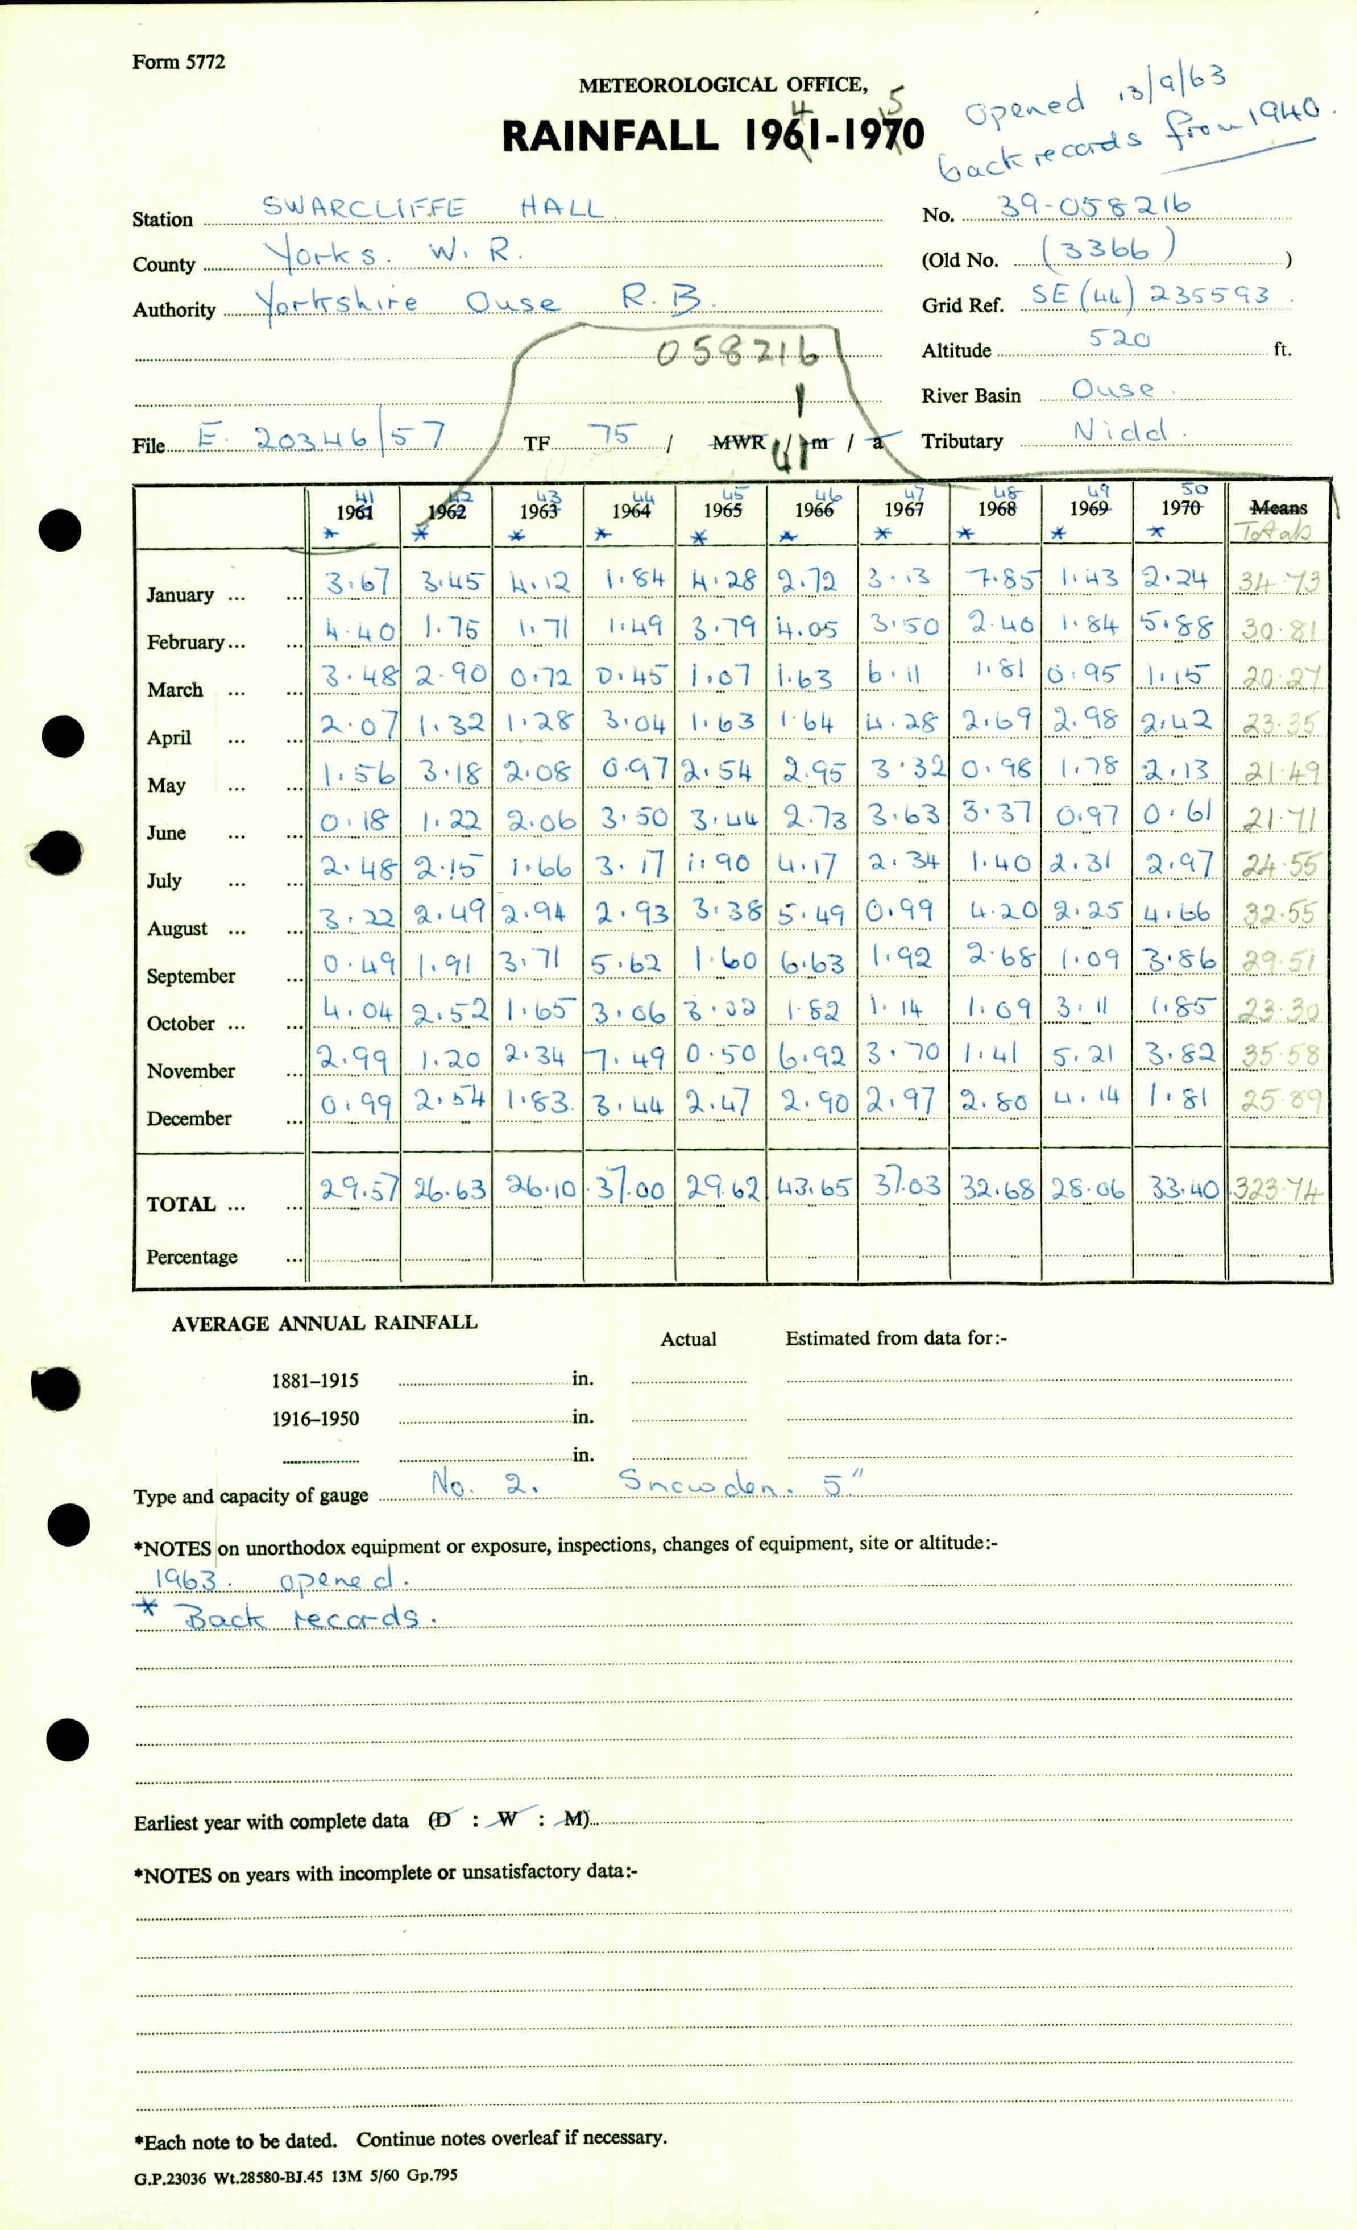 Form 5772
METEOROLOGICAL OFFICE,
RAINFALL 1961-1970
4 5
Opened 13/9/63
back records from 1940.
Station SWARCLIFFE HALL
No. 39-058216
County Yorks. W. R.
(Old No. (3366) )
Authority Yorkshire Ouse R. B.
Grid Ref. SE (44) 235593
058216
Altitude 520 ft.
River Basin Ouse
File E. 20346/57 TF 75 / MWR / m / a Tributary Nidd.
41 42 43 44 45 46 47 48 49 50
1961 1962 1963 1964 1965 1966 1967 1968 1969 1970 Means
* * * * * * * * * * Totals
January ... ... 3.67 3.45 4.12 1.84 4.28 2.72 3.13 7.85 1.43 2.24 34.73
February ... ... 4.40 1.75 1.71 1.49 3.79 4.05 3.50 2.40 1.84 5.88 30.81
March ... ... 3.48 2.90 0.72 0.45 1.07 1.63 6.11 1.81 0.95 1.15 20.27
April ... ... 2.07 1.32 1.28 3.04 1.63 1.64 4.28 2.69 2.98 2.42 23.35
May ... ... 1.56 3.18 2.08 0.97 2.54 2.95 3.32 0.98 1.78 2.13 21.49
June ... ... 0.18 1.22 2.06 3.50 3.44 2.73 3.63 3.37 0.97 0.61 21.71
July ... ... 2.48 2.15 1.66 3.17 1.90 4.17 2.34 1.40 2.31 2.97 24.55
August ... ... 3.22 2.49 2.94 2.93 3.38 5.49 0.99 4.20 2.25 4.66 32.55
September ... 0.49 1.91 3.71 5.62 1.60 6.63 1.92 2.68 1.09 3.86 29.51
October ... ... 4.04 2.52 1.65 3.06 3.02 1.82 1.14 1.09 3.11 1.85 23.30
November ... 2.99 1.20 2.34 7.49 0.50 6.92 3.70 1.41 5.21 3.82 35.58
December ... 0.99 2.54 1.83 3.44 2.47 2.90 2.97 2.80 4.14 1.81 25.89
TOTAL ... ... 29.57 26.63 26.10 37.00 29.62 43.65 37.03 32.68 28.06 33.40 323.74
Percentage ...
AVERAGE ANNUAL RAINFALL
Actual Estimated from data for:-
1881–1915 in.
1916–1950 in.
in.
Type and capacity of gauge No. 2. Snowdon. 5"
*NOTES on unorthodox equipment or exposure, inspections, changes of equipment, site or altitude:-
1963. opened.
* Back records.
Earliest year with complete data (D : W : M)
*NOTES on years with incomplete or unsatisfactory data:-
*Each note to be dated. Continue notes overleaf if necessary.
G.P.23036 Wt.28580-BJ.45 13M 5/60 Gp.795